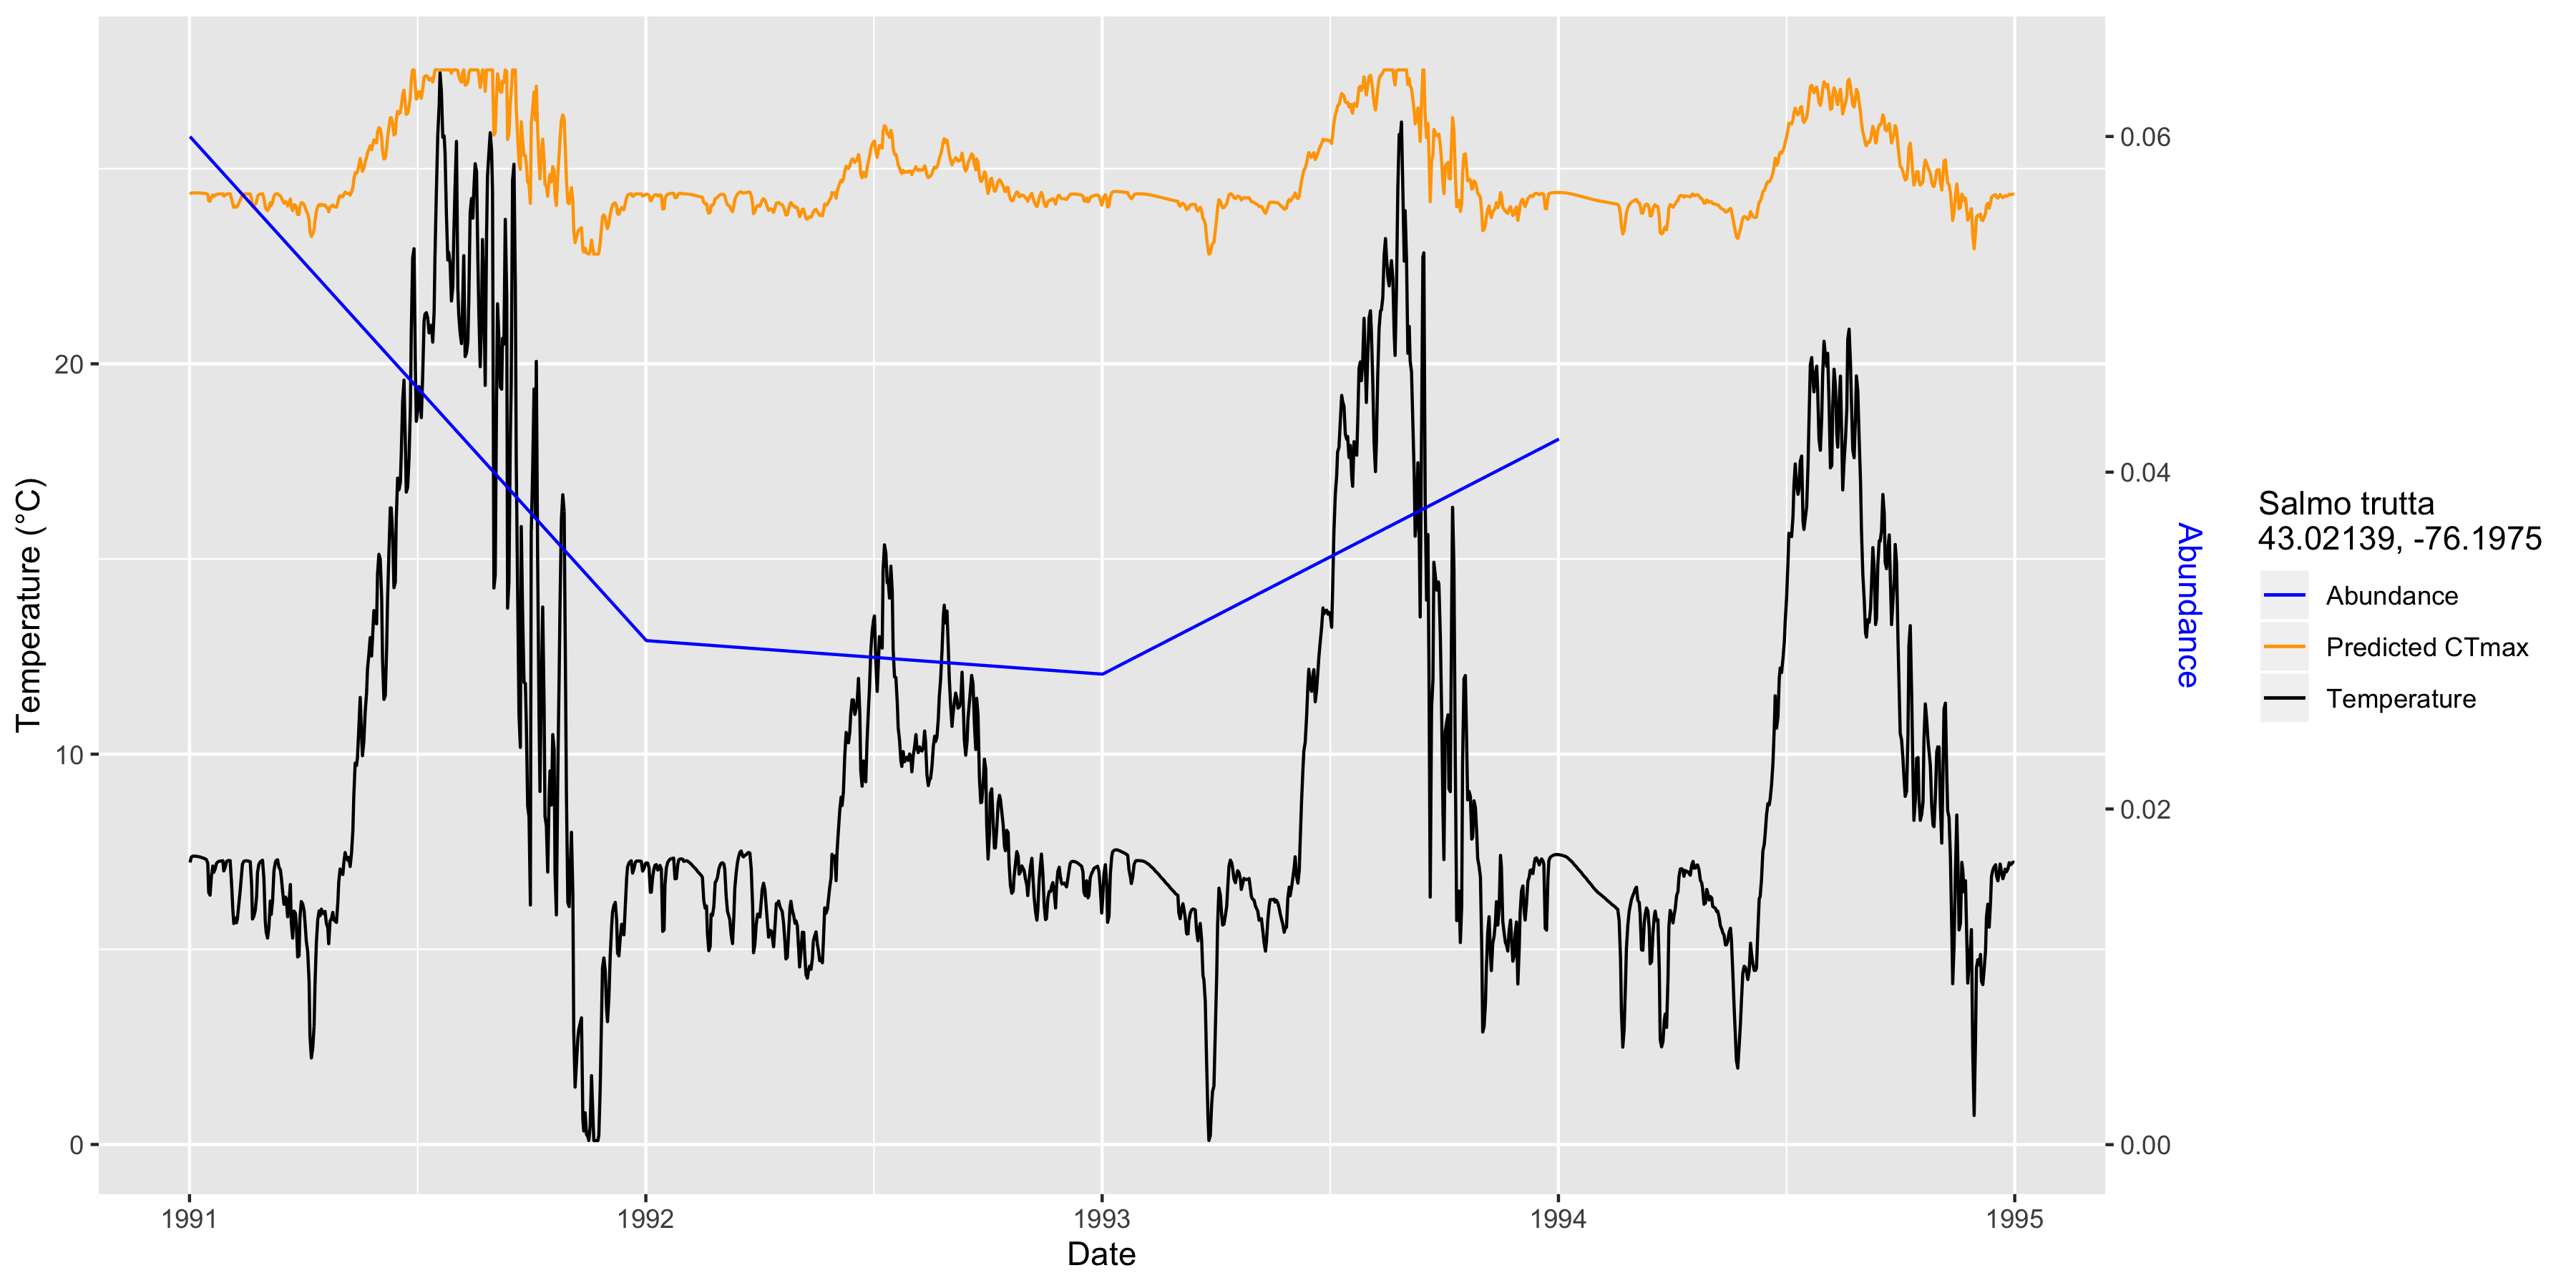 Temperature (°C)
20
10
0
1991
1992
1993
1994
1995
Date
0.06
0.04
0.02
0.00
Abundance
Salmo trutta
43.02139, -76.1975
Abundance
Predicted CTmax
Temperature